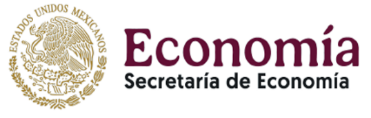 ESTADOS UNIDOS MEXICANOS
Economía
Secretaría de Economía